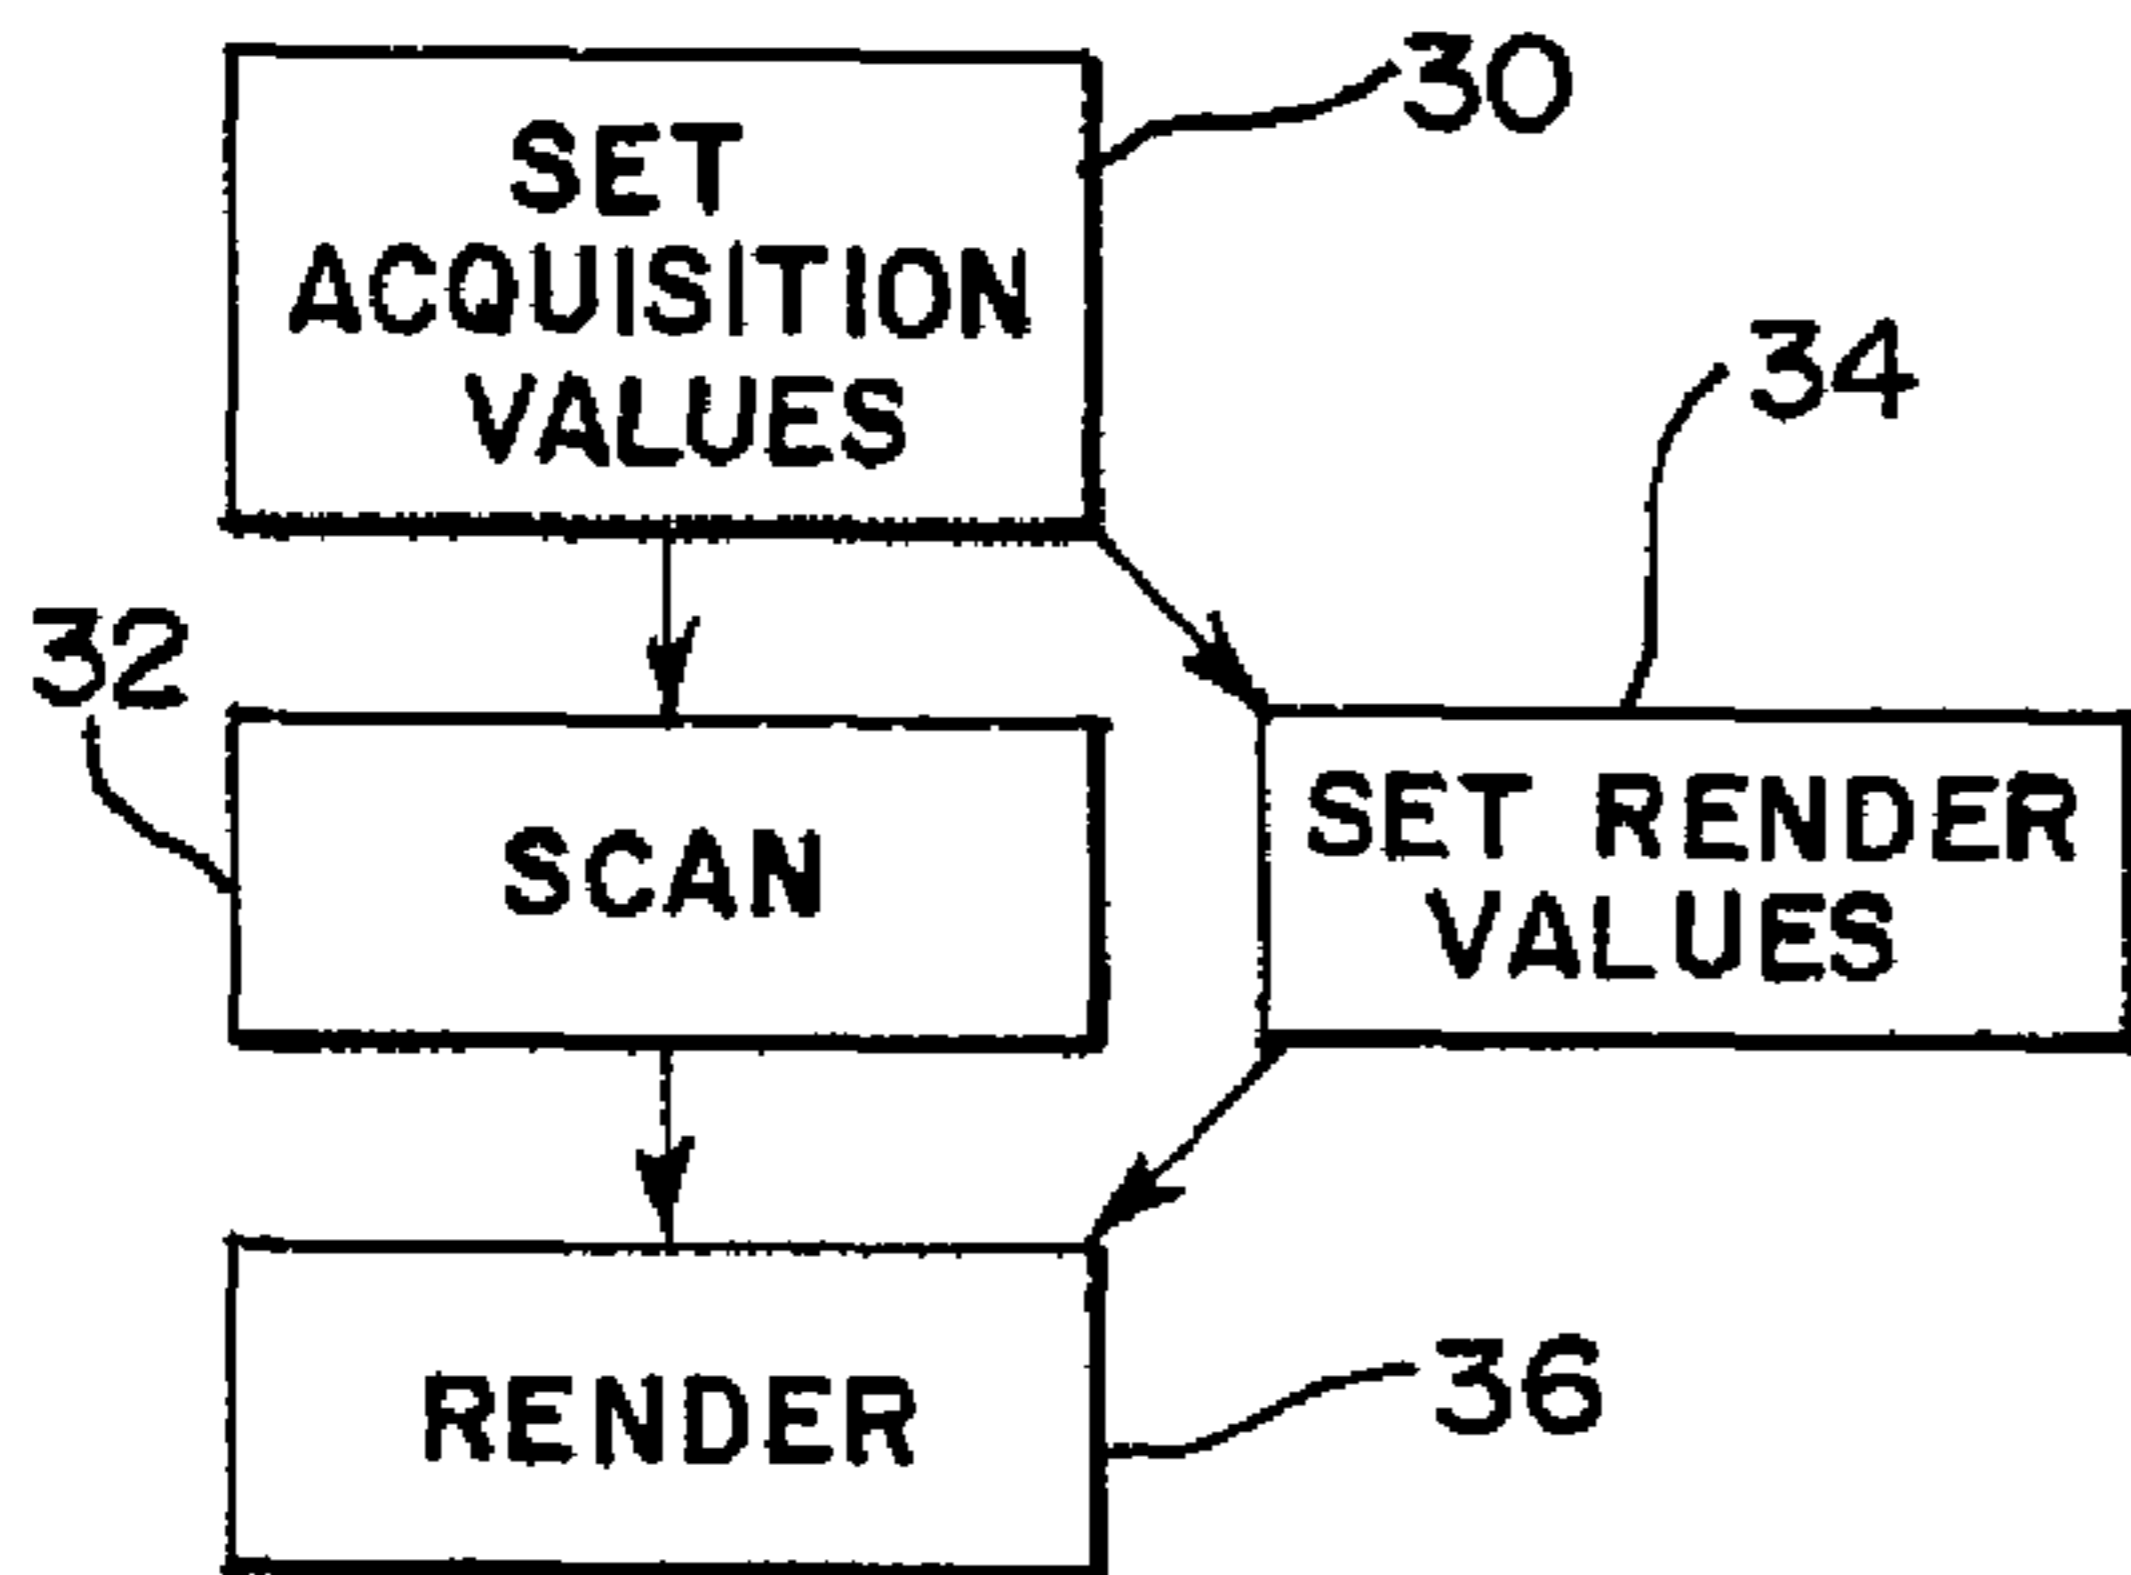 30
SET
ACQUISITION
VALUES
34
32
SET RENDER
VALUES
SCAN
36
RENDER